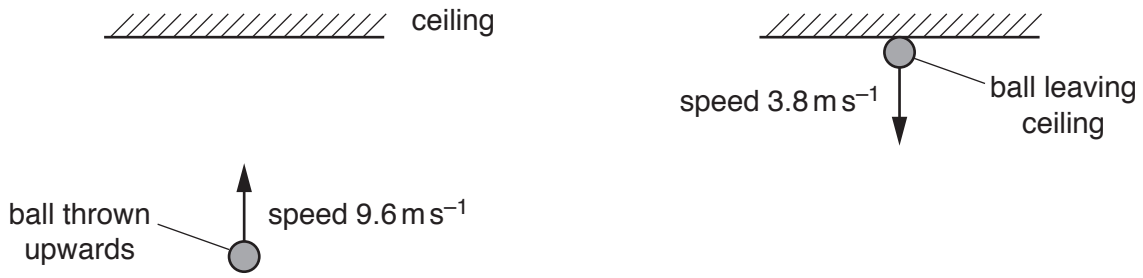 ceiling
speed 3.8 m s⁻¹
ball leaving
ceiling
ball thrown
upwards
speed 9.6 m s⁻¹